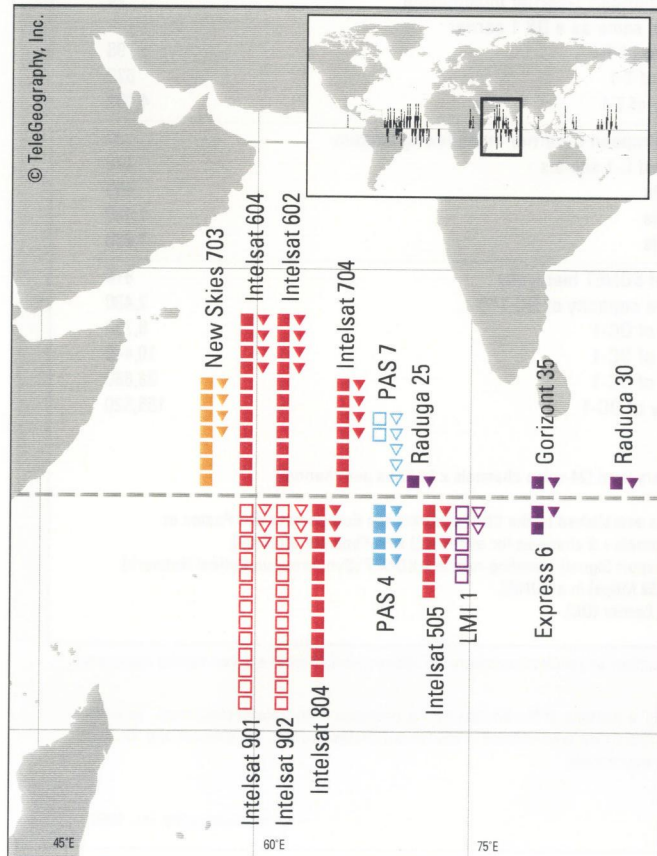 © TeleGeography, Inc.
New Skies 703
Intelsat 604
Intelsat 602
Intelsat 704
PAS 7
Raduga 25
Gorizont 35
Raduga 30
Intelsat 901
Intelsat 902
Intelsat 804
PAS 4
Intelsat 505
LMI 1
Express 6
45°E
60°E
75°E